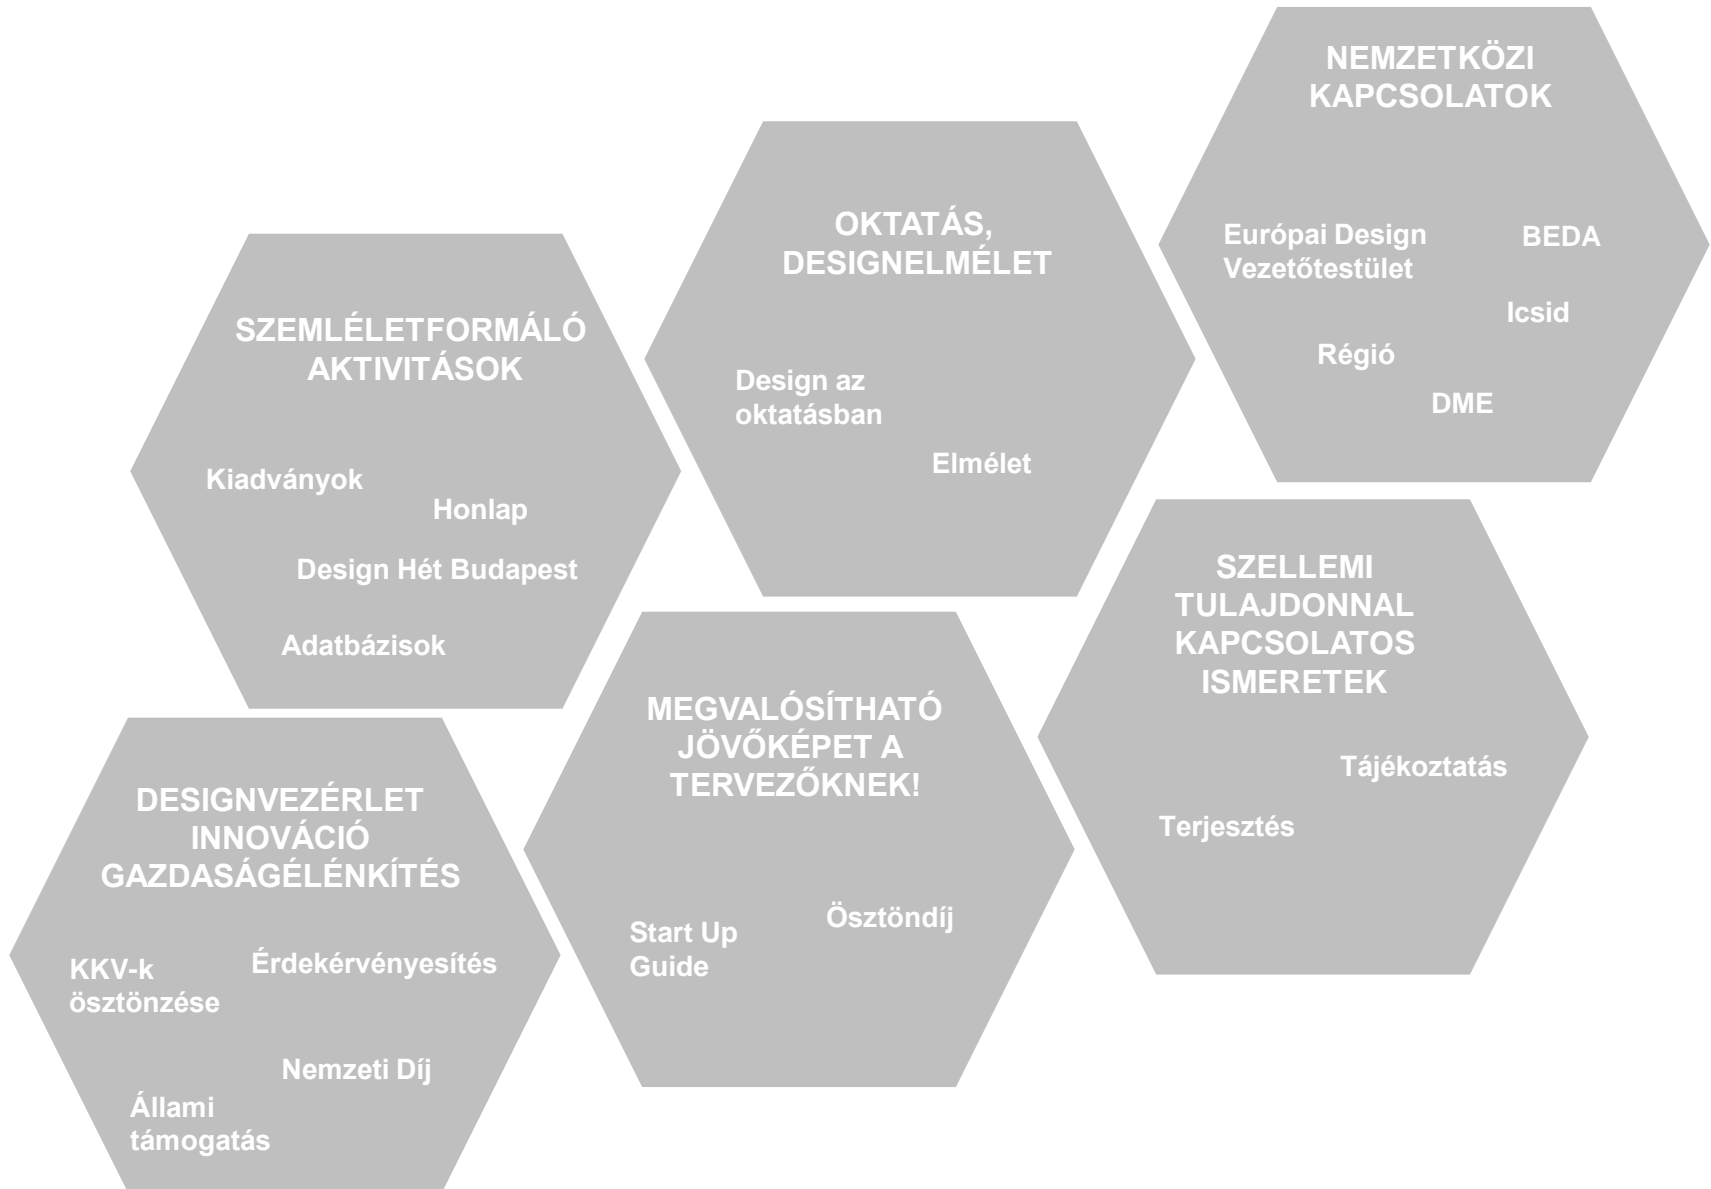 NEMZETKÖZI
KAPCSOLATOK
Európai Design
Vezetőtestület
BEDA
Icsid
Régió
DME
OKTATÁS,
DESIGNELMÉLET
Design az
oktatásban
Elmélet
SZEMLÉLETFORMÁLÓ
AKTIVITÁSOK
Kiadványok
Honlap
Design Hét Budapest
Adatbázisok
SZELLEMI
TULAJDONNAL
KAPCSOLATOS
ISMERETEK
Tájékoztatás
Terjesztés
MEGVALÓSÍTHATÓ
JÖVŐKÉPET A
TERVEZŐKNEK!
Start Up
Guide
Ösztöndíj
DESIGNVEZÉRLET
INNOVÁCIÓ
GAZDASÁGÉLÉNKÍTÉS
KKV-k
ösztönzése
Érdekérvényesítés
Nemzeti Díj
Állami
támogatás